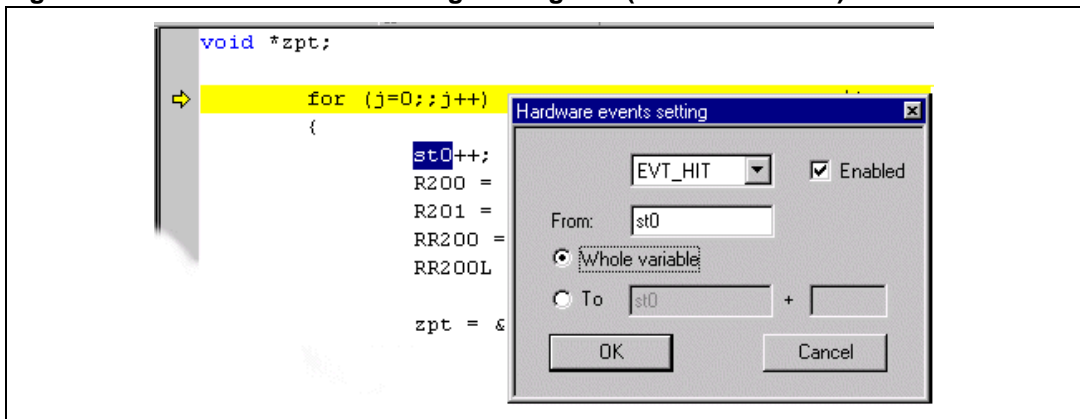 void *zpt;
for (j=0;;j++)
{
st0++;
R200 =
R201 =
RR200 =
RR200L
zpt = &
Hardware events setting
EVT_HIT
Enabled
From: st0
Whole variable
To st0 +
OK Cancel